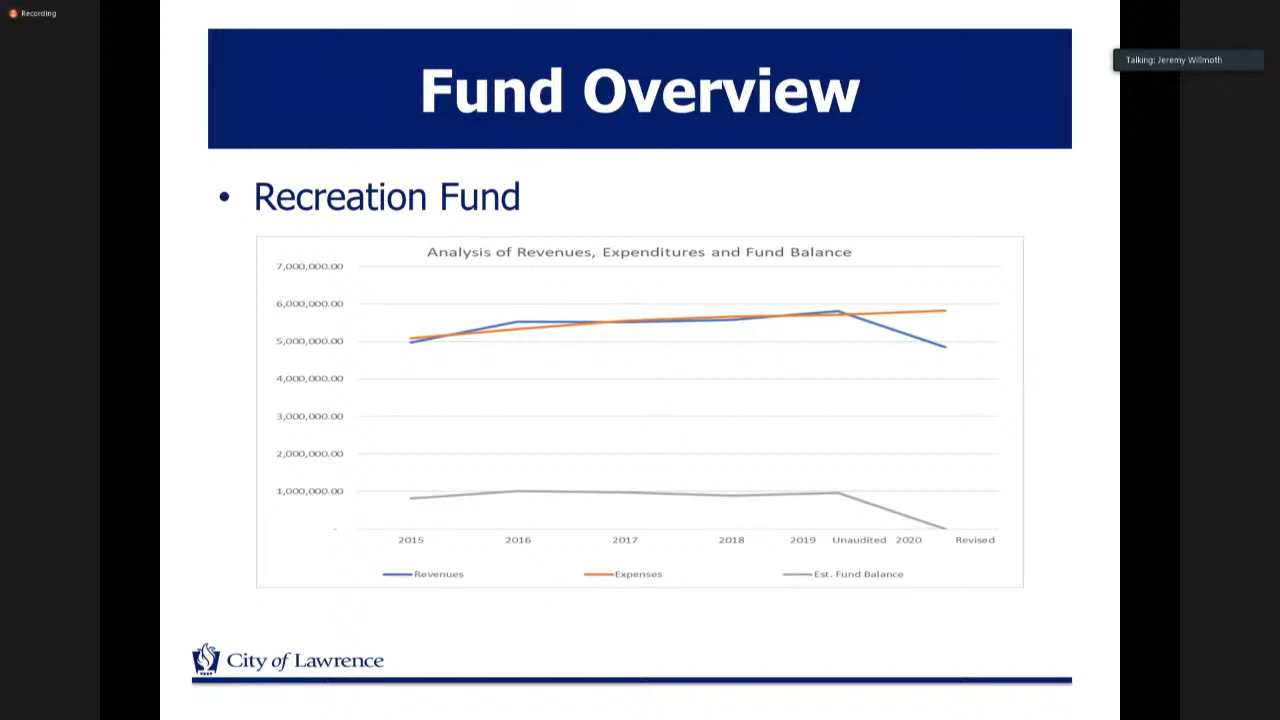 Recording
Talking: Jeremy Willmoth
Fund Overview
• Recreation Fund
Analysis of Revenues, Expenditures and Fund Balance
7,000,000.00
6,000,000.00
5,000,000.00
4,000,000.00
3,000,000.00
2,000,000.00
1,000,000.00
-
2015 2016 2017 2018 2019 Unaudited 2020 Revised
Revenues Expenses Est. Fund Balance
City of Lawrence